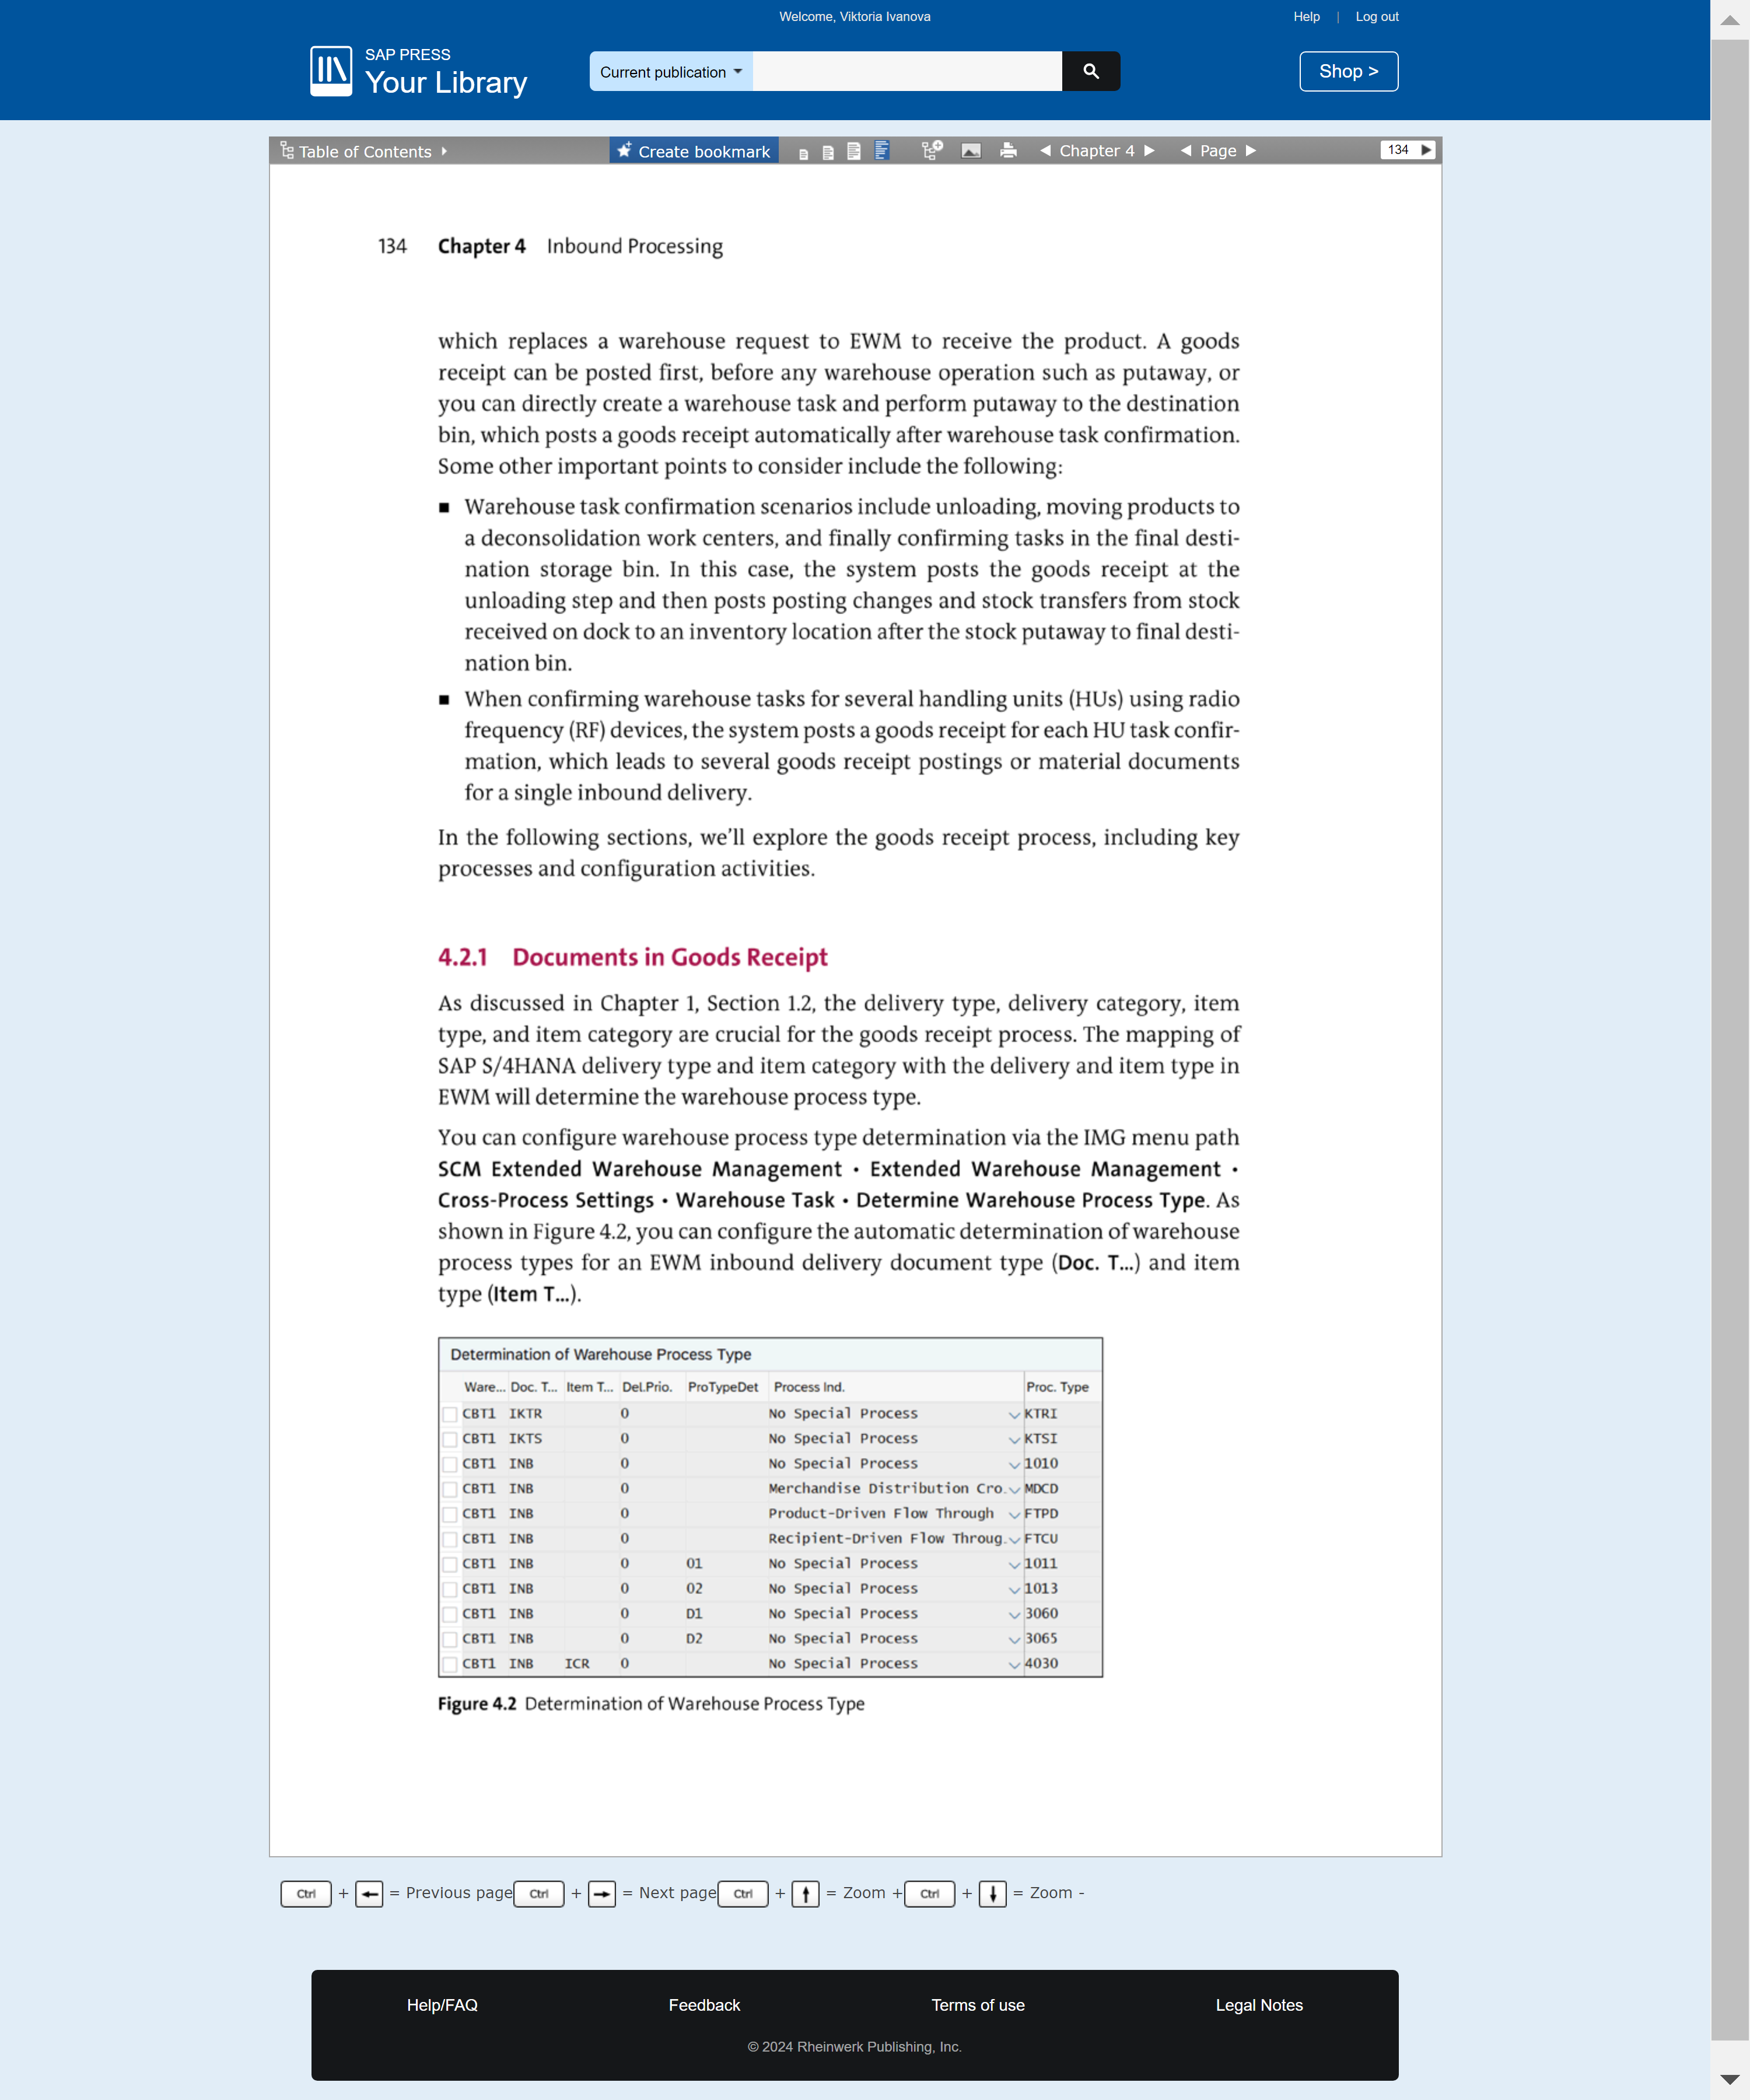 Welcome, Viktoria Ivanova
Help | Log out
SAP PRESS
Your Library
Current publication
Shop >
Table of Contents
Create bookmark
Chapter 4
Page
134
134 Chapter 4 Inbound Processing
which replaces a warehouse request to EWM to receive the product. A goods
receipt can be posted first, before any warehouse operation such as putaway, or
you can directly create a warehouse task and perform putaway to the destination
bin, which posts a goods receipt automatically after warehouse task confirmation.
Some other important points to consider include the following:
■ Warehouse task confirmation scenarios include unloading, moving products to
a deconsolidation work centers, and finally confirming tasks in the final desti-
nation storage bin. In this case, the system posts the goods receipt at the
unloading step and then posts posting changes and stock transfers from stock
received on dock to an inventory location after the stock putaway to final desti-
nation bin.
■ When confirming warehouse tasks for several handling units (HUs) using radio
frequency (RF) devices, the system posts a goods receipt for each HU task confir-
mation, which leads to several goods receipt postings or material documents
for a single inbound delivery.
In the following sections, we'll explore the goods receipt process, including key
processes and configuration activities.
4.2.1 Documents in Goods Receipt
As discussed in Chapter 1, Section 1.2, the delivery type, delivery category, item
type, and item category are crucial for the goods receipt process. The mapping of
SAP S/4HANA delivery type and item category with the delivery and item type in
EWM will determine the warehouse process type.
You can configure warehouse process type determination via the IMG menu path
SCM Extended Warehouse Management • Extended Warehouse Management •
Cross-Process Settings • Warehouse Task • Determine Warehouse Process Type. As
shown in Figure 4.2, you can configure the automatic determination of warehouse
process types for an EWM inbound delivery document type (Doc. T...) and item
type (Item T...).
Determination of Warehouse Process Type
Ware... Doc. T... Item T... Del.Prio. ProTypeDet Process Ind. Proc. Type
CBT1 IKTR 0 No Special Process KTRI
CBT1 IKTS 0 No Special Process KTSI
CBT1 INB 0 No Special Process 1010
CBT1 INB 0 Merchandise Distribution Cro. MDCD
CBT1 INB 0 Product-Driven Flow Through FTPD
CBT1 INB 0 Recipient-Driven Flow Throug. FTCU
CBT1 INB 0 01 No Special Process 1011
CBT1 INB 0 02 No Special Process 1013
CBT1 INB 0 D1 No Special Process 3060
CBT1 INB 0 D2 No Special Process 3065
CBT1 INB ICR 0 No Special Process 4030
Figure 4.2 Determination of Warehouse Process Type
Ctrl + ← = Previous page Ctrl + → = Next page Ctrl + ↑ = Zoom + Ctrl + ↓ = Zoom -
Help/FAQ Feedback Terms of use Legal Notes
© 2024 Rheinwerk Publishing, Inc.